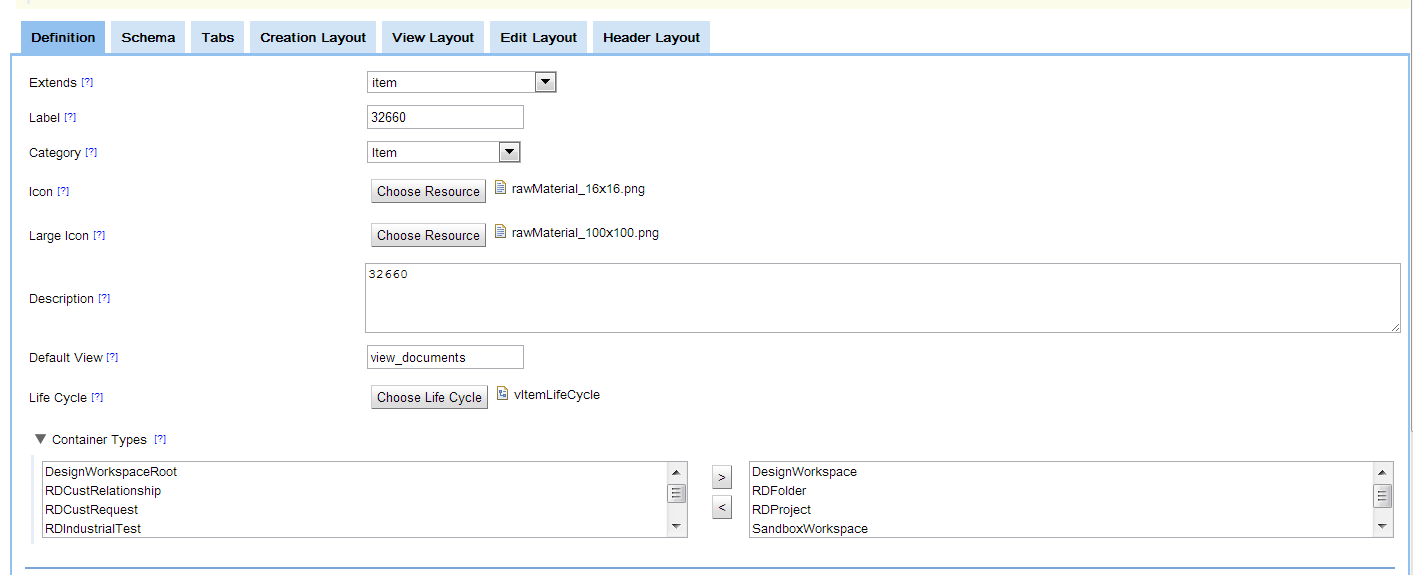 Definition Schema Tabs Creation Layout View Layout Edit Layout Header Layout
Extends [?] item
Label [?] 32660
Category [?] Item
Icon [?] Choose Resource rawMaterial_16x16.png
Large Icon [?] Choose Resource rawMaterial_100x100.png
Description [?] 32660
Default View [?] view_documents
Life Cycle [?] Choose Life Cycle vItemLifeCycle
Container Types [?]
DesignWorkspaceRoot > DesignWorkspace
RDCustRelationship RDFolder
RDCustRequest < RDProject
RDIndustrialTest SandboxWorkspace